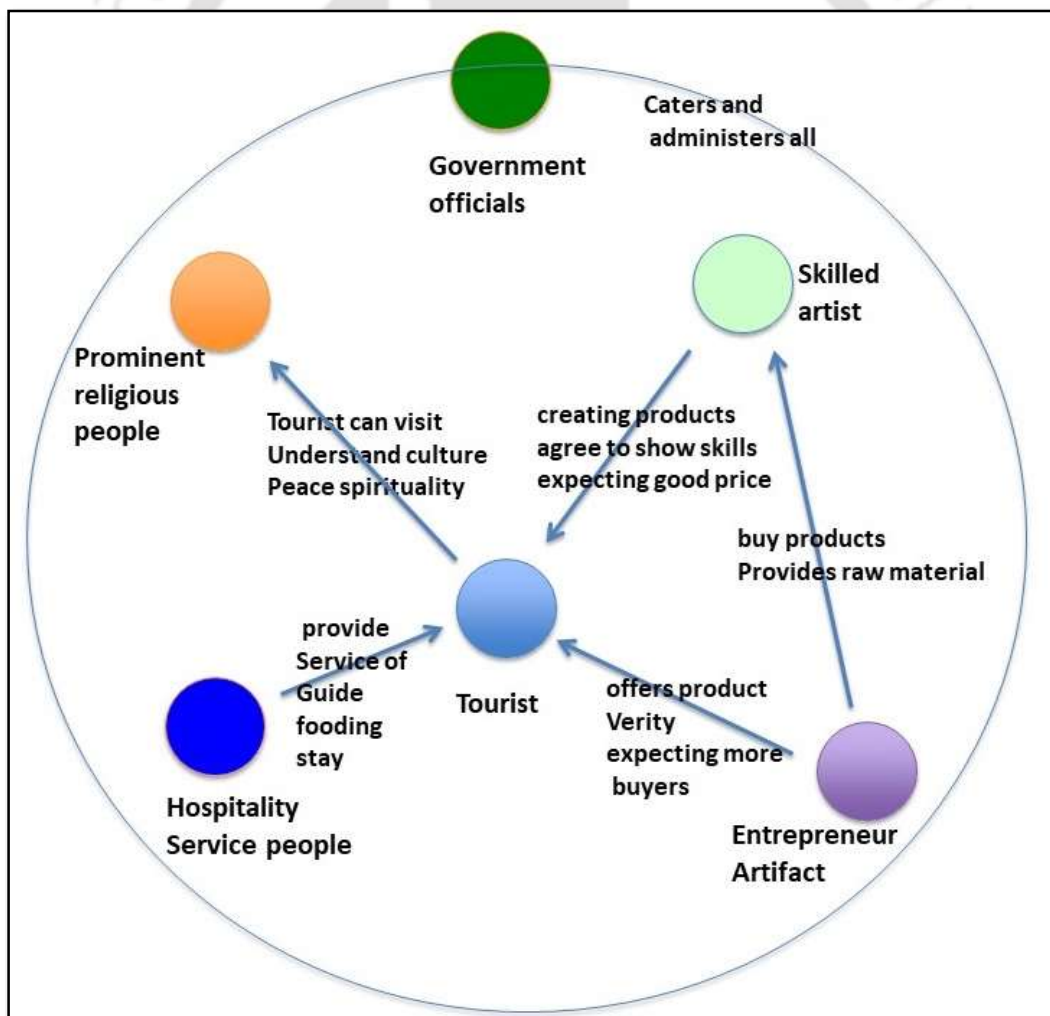 Caters and
administers all
Government
officials
Skilled
artist
Prominent
religious
people
Tourist can visit
Understand culture
Peace spirituality
creating products
agree to show skills
expecting good price
buy products
Provides raw material
provide
Service of
Guide
fooding
stay
Tourist
offers product
Verity
expecting more
buyers
Hospitality
Service people
Entrepreneur
Artifact